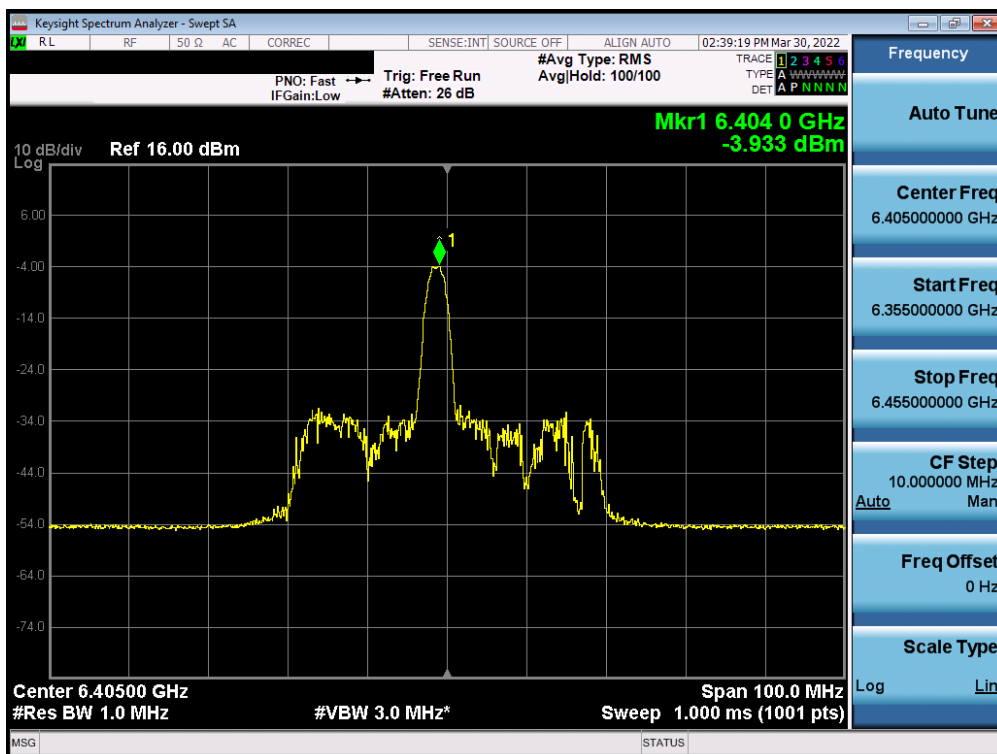 Keysight Spectrum Analyzer - Swept SA
LXI RL RF 50 Ω AC CORREC SENSE:INT SOURCE OFF ALIGN AUTO 02:39:19 PM Mar 30, 2022
PNO: Fast
IFGain:Low
Trig: Free Run
#Atten: 26 dB
#Avg Type: RMS
Avg|Hold: 100/100
TRACE 1 2 3 4 5 6
TYPE A W W W W W
DET A P N N N N
Mkr1 6.404 0 GHz
-3.933 dBm
10 dB/div Ref 16.00 dBm
Log
6.00
1
-4.00
-14.0
-24.0
-34.0
-44.0
-54.0
-64.0
-74.0
Center 6.40500 GHz Span 100.0 MHz
#Res BW 1.0 MHz #VBW 3.0 MHz* Sweep 1.000 ms (1001 pts)
MSG STATUS
Frequency
Auto Tune
Center Freq
6.405000000 GHz
Start Freq
6.355000000 GHz
Stop Freq
6.455000000 GHz
CF Step
10.000000 MHz
Auto Man
Freq Offset
0 Hz
Scale Type
Log Lin